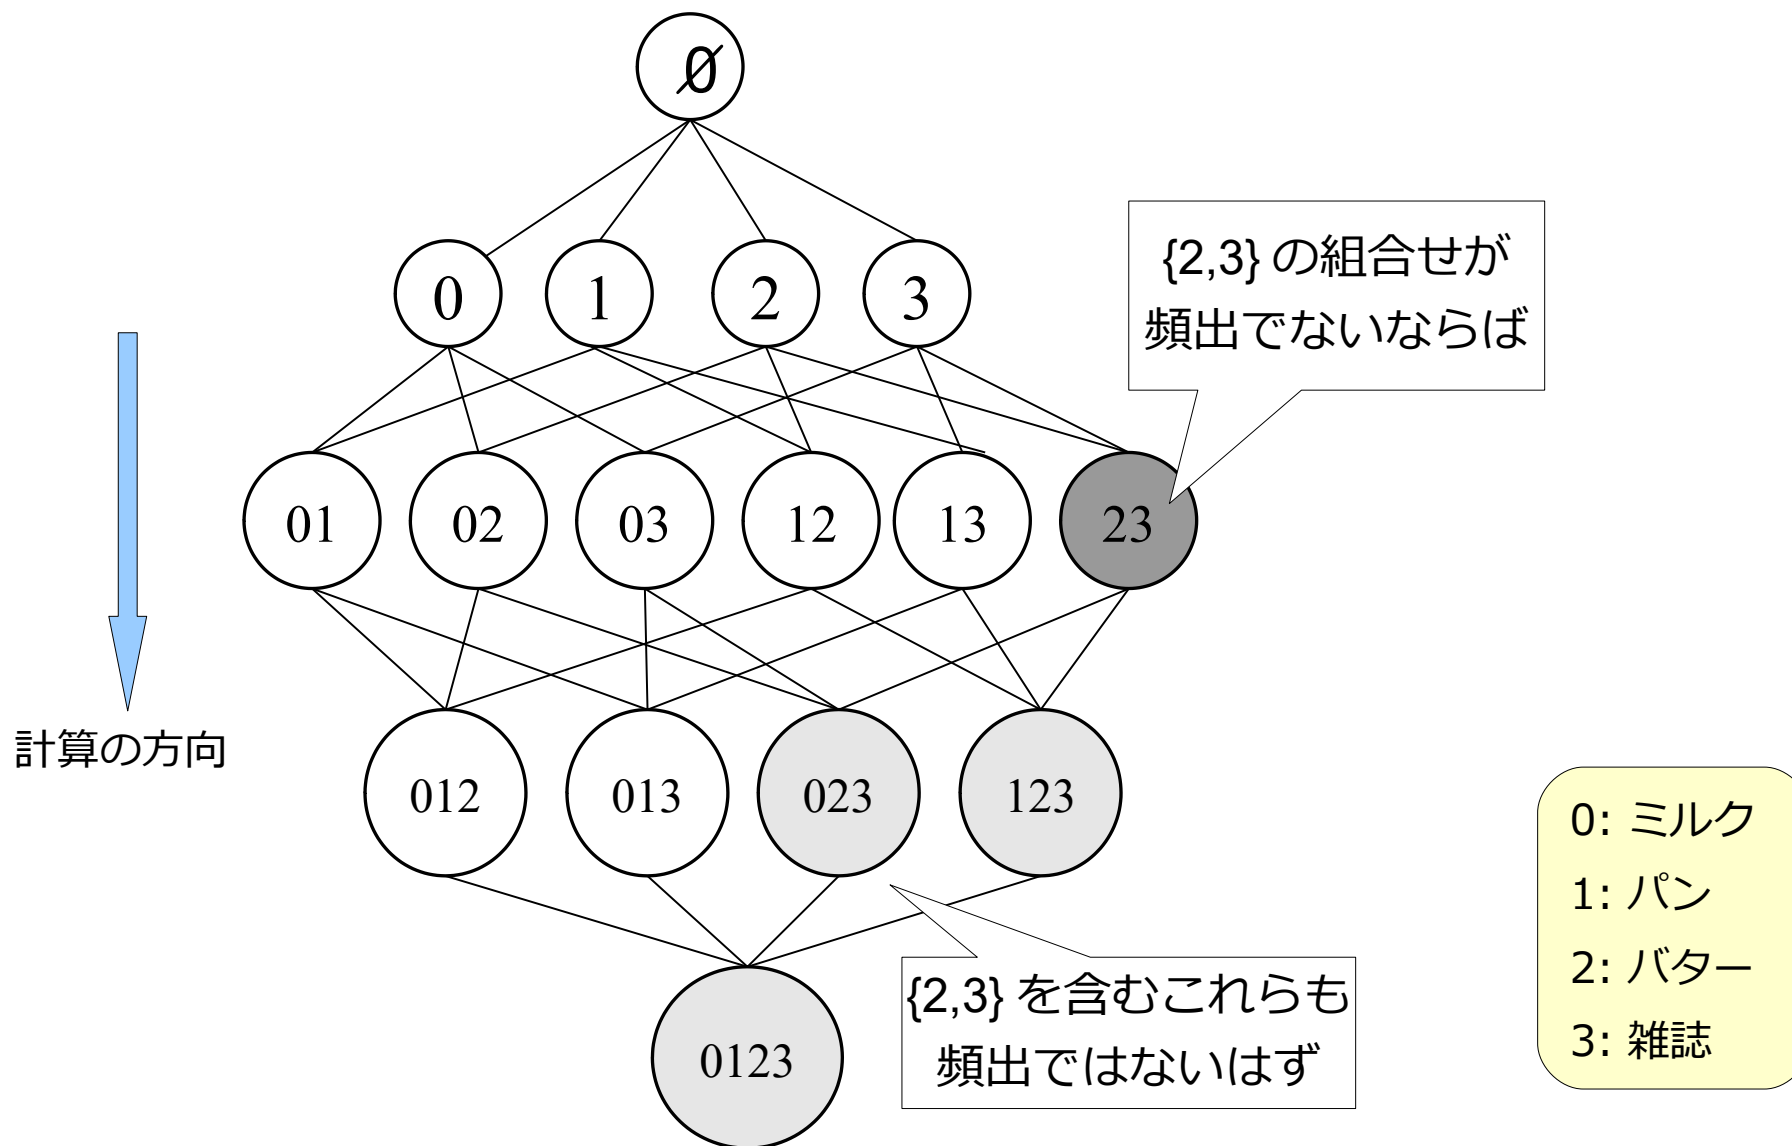 ∅
0 1 2 3
{2,3} の組合せが
頻出でないならば
01 02 03 12 13 23
計算の方向
012 013 023 123
{2,3} を含むこれらも
頻出ではないはず
0123
0: ミルク
1: パン
2: バター
3: 雑誌